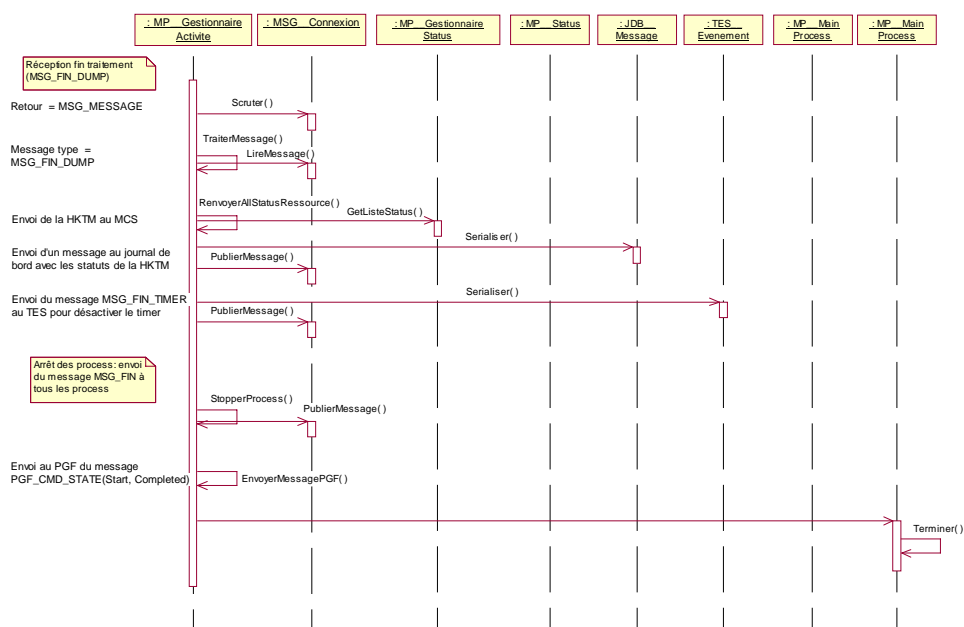 : MP__Gestionnaire
Activite
: MSG__Connexion
: MP__Gestionnaire
Status
: MP__Status
: JDB__
Message
: TES__
Evenement
: MP__Main
Process
: MP__Main
Process
Réception fin traitement
(MSG_FIN_DUMP)
Retour = MSG_MESSAGE
Scruter( )
TraiterMessage( )
Message type =
MSG_FIN_DUMP
LireMessage( )
RenvoyerAllStatusRessource( )
GetListeStatus( )
Envoi de la HKTM au MCS
Serialiser( )
Envoi d'un message au journal de
bord avec les statuts de la HKTM
PublierMessage( )
Envoi du message MSG_FIN_TIMER
au TES pour désactiver le timer
Serialiser( )
PublierMessage( )
Arrêt des process: envoi
du message MSG_FIN à
tous les process
StopperProcess( )
PublierMessage( )
Envoi au PGF du message
PGF_CMD_STATE(Start, Completed)
EnvoyerMessagePGF( )
Terminer( )